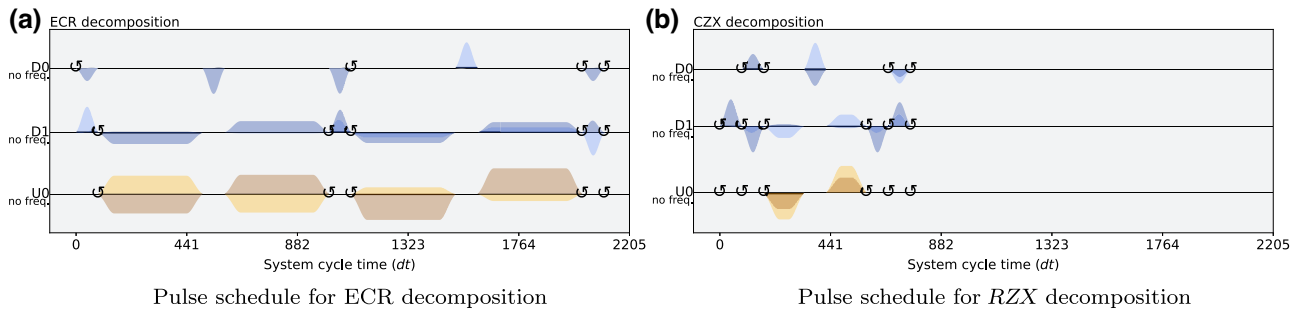 (a) ECR decomposition
D0
no freq.
D1
no freq.
U0
no freq.
0 441 882 1323 1764 2205
System cycle time (dt)
Pulse schedule for ECR decomposition
(b) CZX decomposition
D0
no freq.
D1
no freq.
U0
no freq.
0 441 882 1323 1764 2205
System cycle time (dt)
Pulse schedule for RZX decomposition